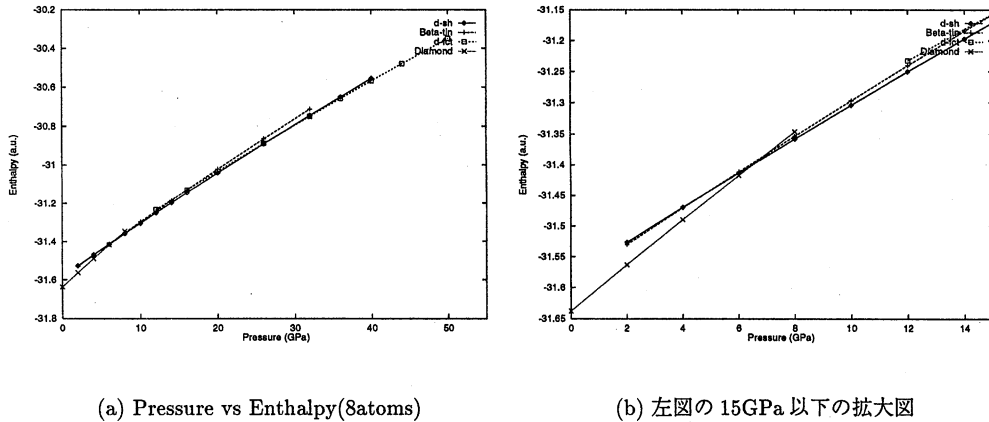 -30.2
-30.4
-30.6
-30.8
-31
-31.2
-31.4
-31.6
-31.8
Enthalpy (a.u.)
0
10
20
30
40
50
Pressure (GPa)
d-sh
Beta-tin
d-ict
Diamond
(a) Pressure vs Enthalpy(8atoms)
-31.15
-31.2
-31.25
-31.3
-31.35
-31.4
-31.45
-31.5
-31.55
-31.6
-31.65
Enthalpy (a.u.)
0
2
4
6
8
10
12
14
Pressure (GPa)
d-sh
Beta-tin
Diamond
(b) 左図の 15GPa 以下の拡大図